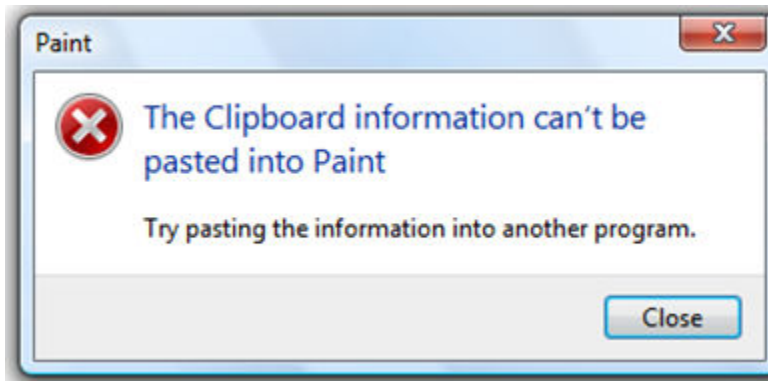 Paint
The Clipboard information can't be
pasted into Paint
Try pasting the information into another program.
Close